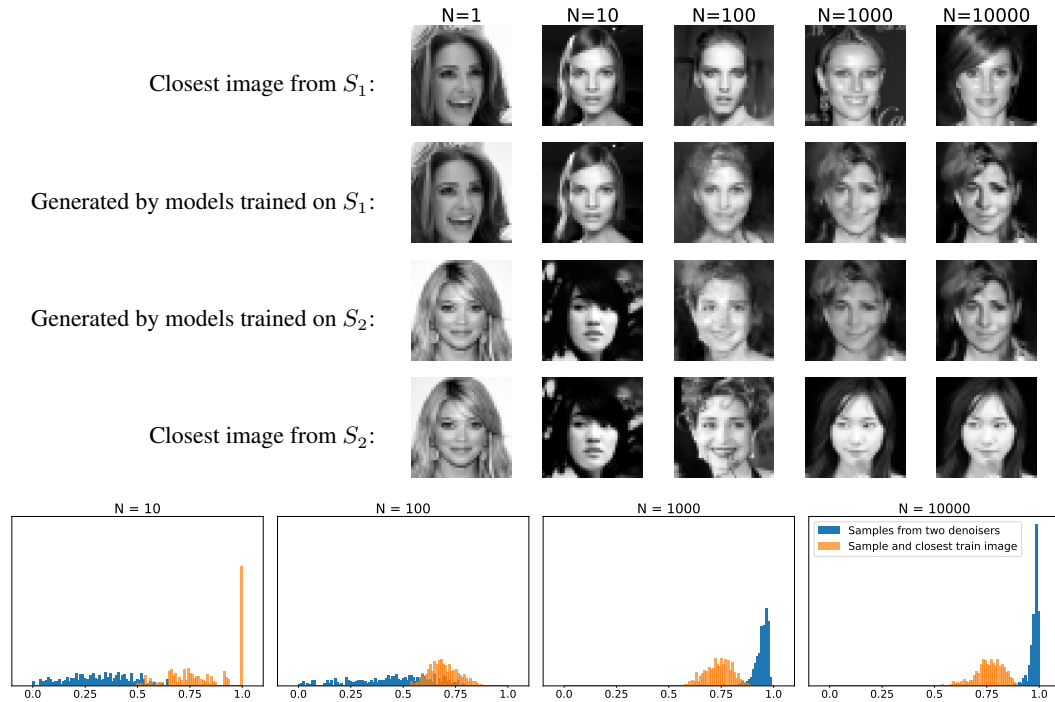 N=1 N=10 N=100 N=1000 N=10000
Closest image from S₁:
Generated by models trained on S₁:
Generated by models trained on S₂:
Closest image from S₂:
N = 10 N = 100 N = 1000 N = 10000
Samples from two denoisers
Sample and closest train image
0.0 0.25 0.5 0.75 1.0 0.0 0.25 0.5 0.75 1.0 0.0 0.25 0.5 0.75 1.0 0.0 0.25 0.5 0.75 1.0